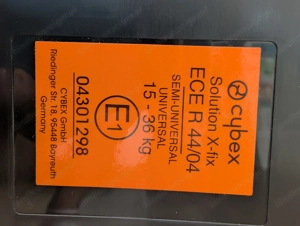 cybex
Solution X-fix
ECE R 44/04
SEMI-UNIVERSAL
UNIVERSAL
15 - 36 kg
E1
04301298
CYBEX GmbH
Riedinger Str. 18, 95448 Bayreuth
Germany